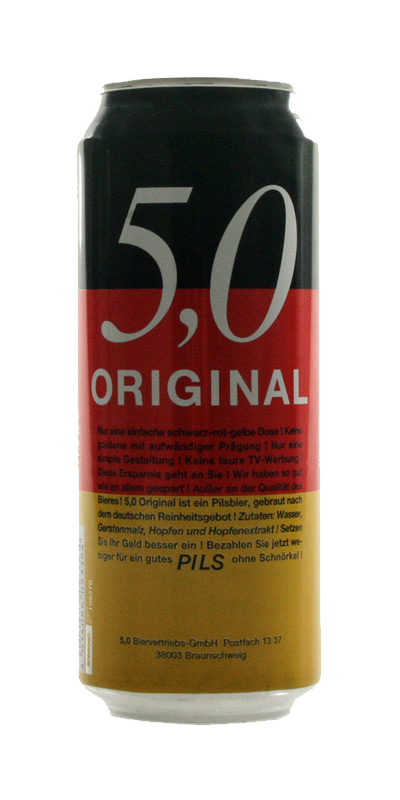 5,0
ORIGINAL
Nur eine einfache schwarz-rot-gelbe Dose ! Keine
goldene mit aufwändiger Prägung ! Nur eine
simple Gestaltung ! Keine teure TV-Werbung !
Diese Ersparnis geht an Sie ! Wir haben so gut
wie an allem gespart ! Außer an der Qualität des
Bieres ! 5,0 Original ist ein Pilsbier, gebraut nach
dem deutschen Reinheitsgebot ! Zutaten: Wasser,
Gerstenmalz, Hopfen und Hopfenextrakt ! Setzen
Sie Ihr Geld besser ein ! Bezahlen Sie jetzt we-
niger für ein gutes PILS ohne Schnörkel !
5,0 Biervertriebs-GmbH Postfach 13 37
38003 Braunschweig